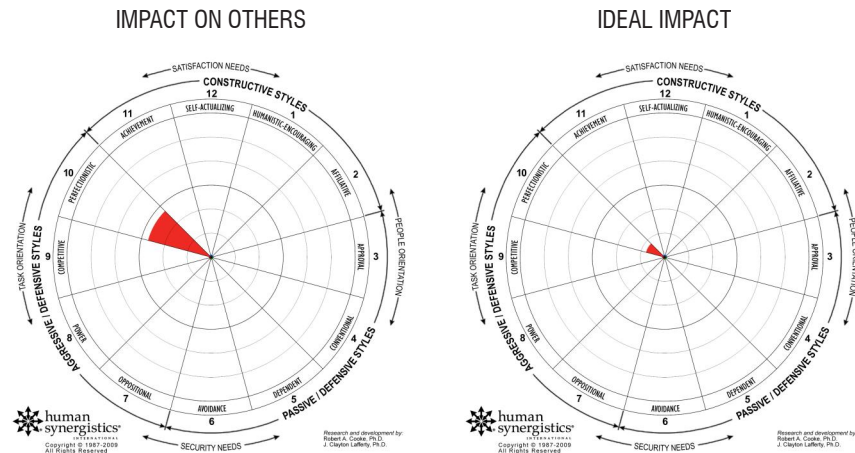 IMPACT ON OTHERS
SATISFACTION NEEDS
CONSTRUCTIVE STYLES
12
SELF-ACTUALIZING
1
HUMANISTIC-ENCOURAGING
2
AFFILIATIVE
PEOPLE ORIENTATION
3
APPROVAL
4
CONVENTIONAL
PASSIVE / DEFENSIVE STYLES
5
DEPENDENT
6
AVOIDANCE
SECURITY NEEDS
7
OPPOSITIONAL
8
POWER
AGGRESSIVE / DEFENSIVE STYLES
TASK ORIENTATION
9
COMPETITIVE
10
PERFECTIONISTIC
11
ACHIEVEMENT
human
synergistics®
INTERNATIONAL
Copyright © 1987-2009
All Rights Reserved
Research and development by:
Robert A. Cooke, Ph.D.
J. Clayton Lafferty, Ph.D.
IDEAL IMPACT
SATISFACTION NEEDS
CONSTRUCTIVE STYLES
12
SELF-ACTUALIZING
1
HUMANISTIC-ENCOURAGING
2
AFFILIATIVE
PEOPLE ORIENTATION
3
APPROVAL
4
CONVENTIONAL
PASSIVE / DEFENSIVE STYLES
5
DEPENDENT
6
AVOIDANCE
SECURITY NEEDS
7
OPPOSITIONAL
8
POWER
AGGRESSIVE / DEFENSIVE STYLES
TASK ORIENTATION
9
COMPETITIVE
10
PERFECTIONISTIC
11
ACHIEVEMENT
human
synergistics®
INTERNATIONAL
Copyright © 1987-2009
All Rights Reserved
Research and development by:
Robert A. Cooke, Ph.D.
J. Clayton Lafferty, Ph.D.